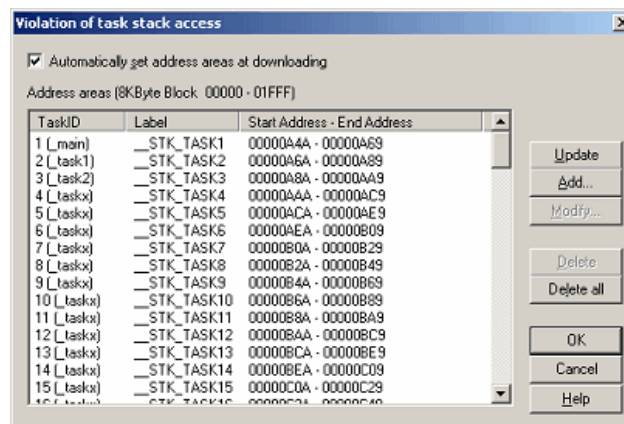 Violation of task stack access
Automatically set address areas at downloading
Address areas (8KByte Block 00000 - 01FFF)
TaskID Label Start Address - End Address
1 (_main) __STK_TASK1 00000A4A - 00000A69
2 (_task1) __STK_TASK2 00000A6A - 00000A89
3 (_task2) __STK_TASK3 00000A8A - 00000AA9
4 (_taskx) __STK_TASK4 00000AAA - 00000AC9
5 (_taskx) __STK_TASK5 00000ACA - 00000AE9
6 (_taskx) __STK_TASK6 00000AEA - 00000B09
7 (_taskx) __STK_TASK7 00000B0A - 00000B29
8 (_taskx) __STK_TASK8 00000B2A - 00000B49
9 (_taskx) __STK_TASK9 00000B4A - 00000B69
10 (_taskx) __STK_TASK10 00000B6A - 00000B89
11 (_taskx) __STK_TASK11 00000B8A - 00000BA9
12 (_taskx) __STK_TASK12 00000BAA - 00000BC9
13 (_taskx) __STK_TASK13 00000BCA - 00000BE9
14 (_taskx) __STK_TASK14 00000BEA - 00000C09
15 (_taskx) __STK_TASK15 00000C0A - 00000C29
Update
Add...
Modify...
Delete
Delete all
OK
Cancel
Help